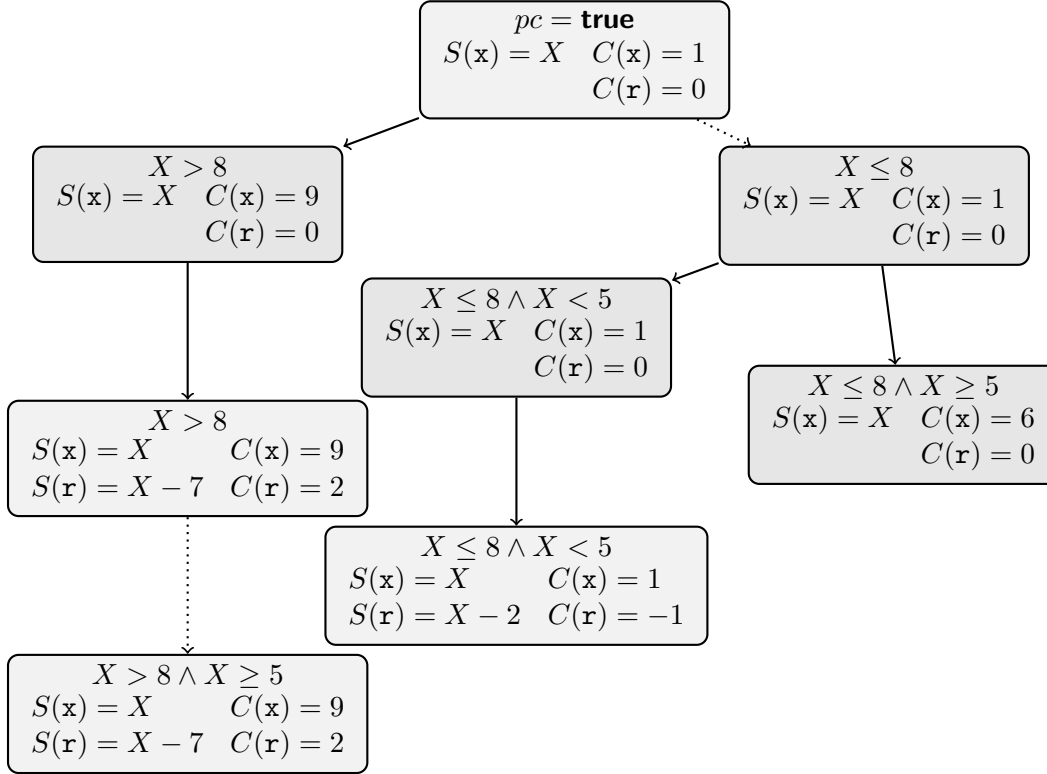 pc = true
S(x) = X C(x) = 1
C(r) = 0
X > 8
S(x) = X C(x) = 9
C(r) = 0
X ≤ 8
S(x) = X C(x) = 1
C(r) = 0
X ≤ 8 ∧ X < 5
S(x) = X C(x) = 1
C(r) = 0
X ≤ 8 ∧ X ≥ 5
S(x) = X C(x) = 6
C(r) = 0
X > 8
S(x) = X C(x) = 9
S(r) = X − 7 C(r) = 2
X ≤ 8 ∧ X < 5
S(x) = X C(x) = 1
S(r) = X − 2 C(r) = −1
X > 8 ∧ X ≥ 5
S(x) = X C(x) = 9
S(r) = X − 7 C(r) = 2